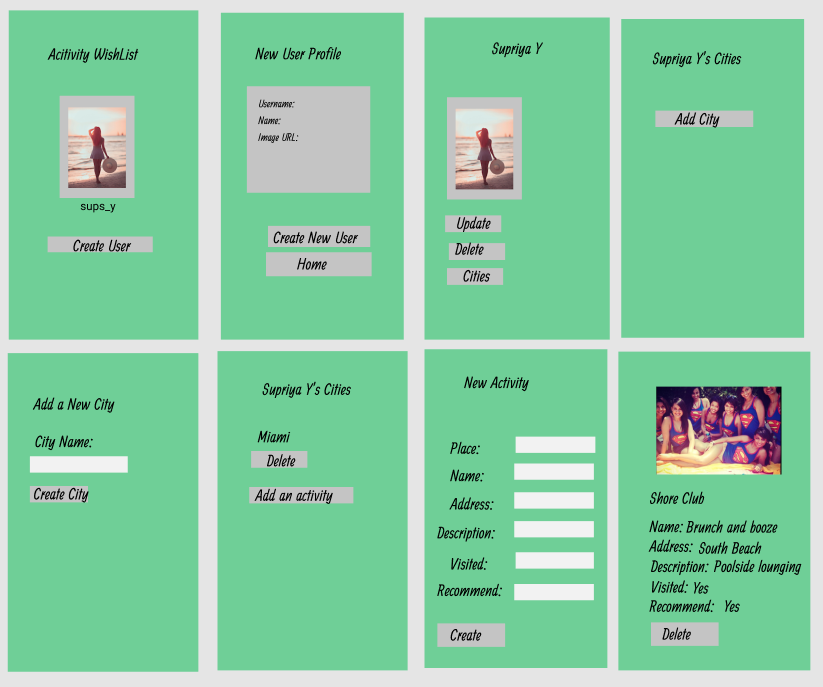 Acitivity WishList
sups_y
Create User
New User Profile
Username:
Name:
Image URL:
Create New User
Home
Supriya Y
Update
Delete
Cities
Supriya Y's Cities
Add City
Add a New City
City Name:
Create City
Supriya Y's Cities
Miami
Delete
Add an activity
New Activity
Place:
Name:
Address:
Description:
Visited:
Recommend:
Create
Shore Club
Name: Brunch and booze
Address: South Beach
Description: Poolside lounging
Visited: Yes
Recommend: Yes
Delete